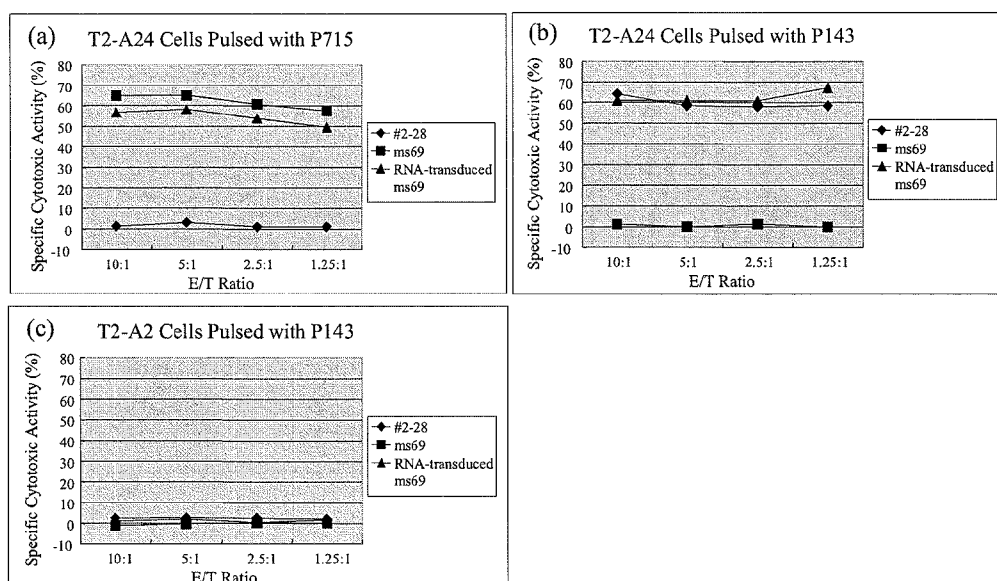 (a) T2-A24 Cells Pulsed with P715
Specific Cytotoxic Activity (%)
80
70
60
50
40
30
20
10
0
-10
10:1 5:1 2.5:1 1.25:1
E/T Ratio
#2-28
ms69
RNA-transduced
ms69
(b) T2-A24 Cells Pulsed with P143
Specific Cytotoxic Activity (%)
80
70
60
50
40
30
20
10
0
-10
10:1 5:1 2.5:1 1.25:1
E/T Ratio
#2-28
ms69
RNA-transduced
ms69
(c) T2-A2 Cells Pulsed with P143
Specific Cytotoxic Activity (%)
80
70
60
50
40
30
20
10
0
-10
10:1 5:1 2.5:1 1.25:1
E/T Ratio
#2-28
ms69
RNA-transduced
ms69